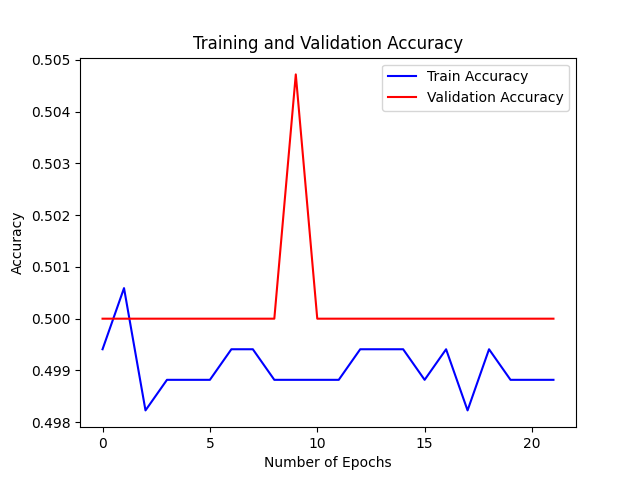 Training and Validation Accuracy
Train Accuracy
Validation Accuracy
0.505
0.504
0.503
0.502
0.501
0.500
0.499
0.498
Accuracy
0 5 10 15 20
Number of Epochs